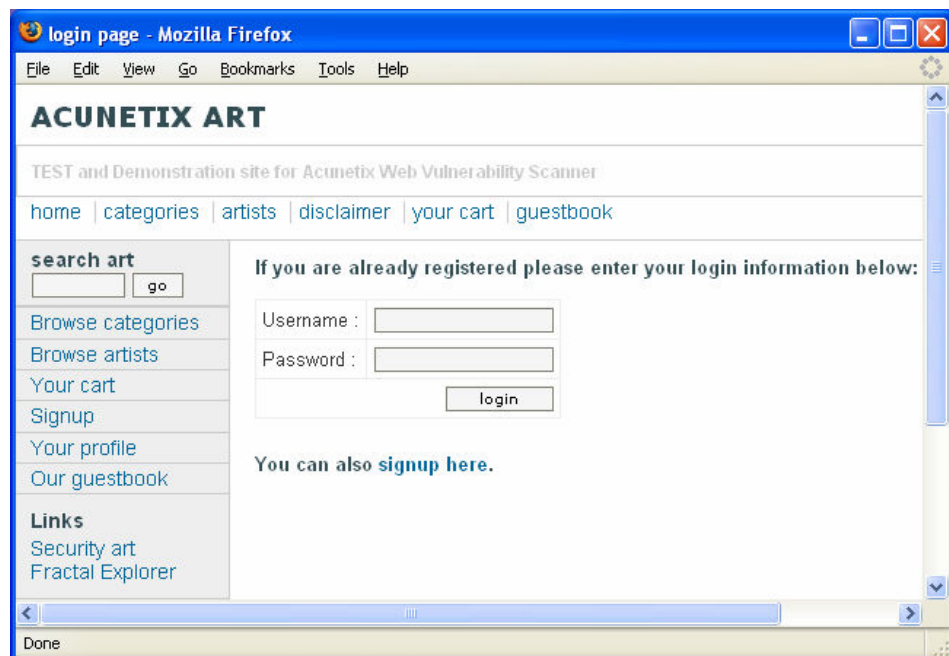 login page - Mozilla Firefox
File Edit View Go Bookmarks Tools Help
ACUNETIX ART
TEST and Demonstration site for Acunetix Web Vulnerability Scanner
home | categories | artists | disclaimer | your cart | guestbook
search art
go
Browse categories
Browse artists
Your cart
Signup
Your profile
Our guestbook
Links
Security art
Fractal Explorer
If you are already registered please enter your login information below:
Username :
Password :
login
You can also signup here.
Done